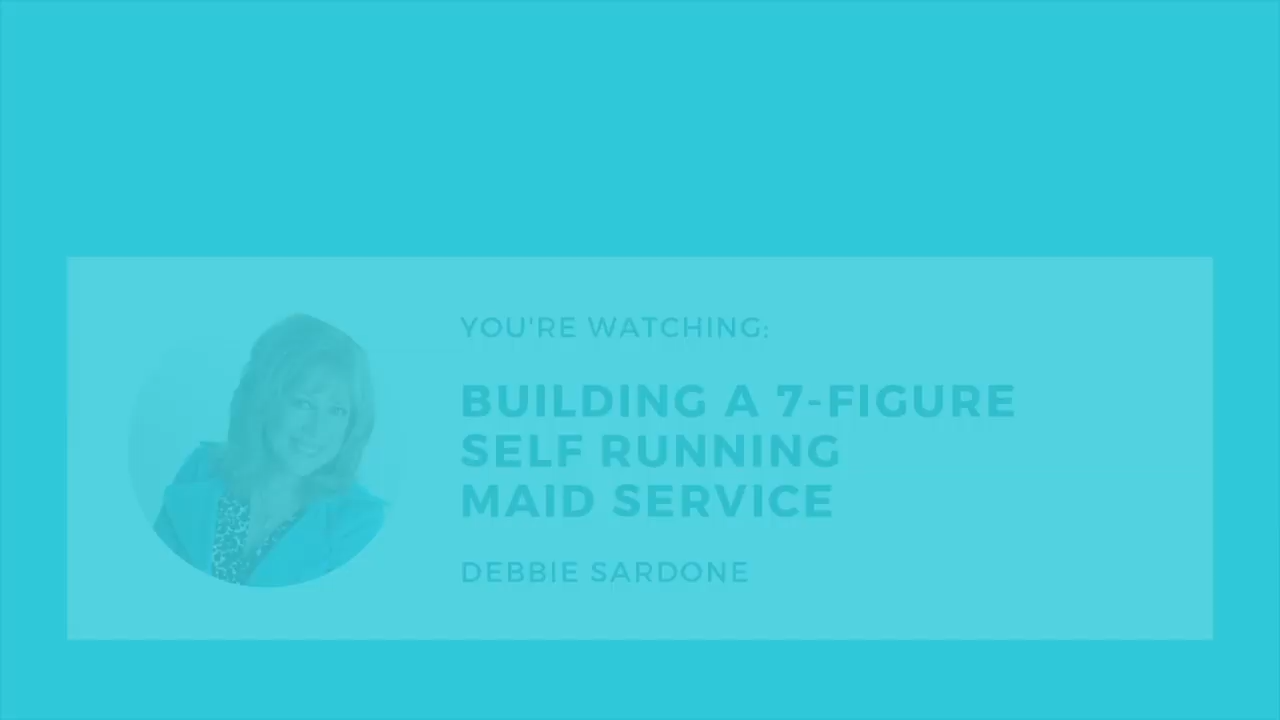 YOU'RE WATCHING:
BUILDING A 7-FIGURE
SELF RUNNING
MAID SERVICE
DEBBIE SARDONE